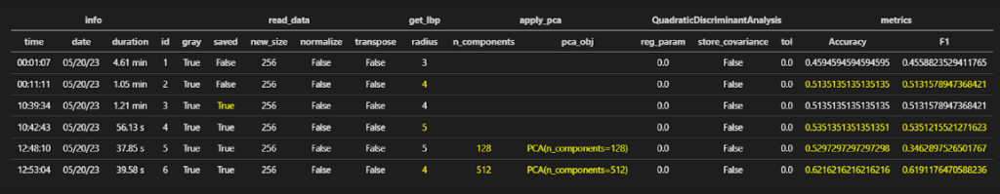 info read_data get_lbp apply_pca QuadraticDiscriminantAnalysis metrics
time date duration id gray saved new_size normalize transpose radius n_components pca_obj reg_param store_covariance tol Accuracy F1
00:01:07 05/20/23 4.61 min 1 True False 256 False False 3 0.0 False 0.0 0.4594594594594595 0.4558823529411765
00:11:11 05/20/23 1.05 min 2 True False 256 False False 4 0.0 False 0.0 0.5135135135135135 0.5131578947368421
10:39:34 05/20/23 1.21 min 3 True True 256 False False 4 0.0 False 0.0 0.5135135135135135 0.5131578947368421
10:42:43 05/20/23 56.13 s 4 True True 256 False False 5 0.0 False 0.0 0.5351351351351351 0.5351215521271623
12:48:10 05/20/23 37.85 s 5 True True 256 False False 5 128 PCA(n_components=128) 0.0 False 0.0 0.5297297297297298 0.3462897526501767
12:53:04 05/20/23 39.58 s 6 True True 256 False False 4 512 PCA(n_components=512) 0.0 False 0.0 0.6216216216216216 0.6191176470588236